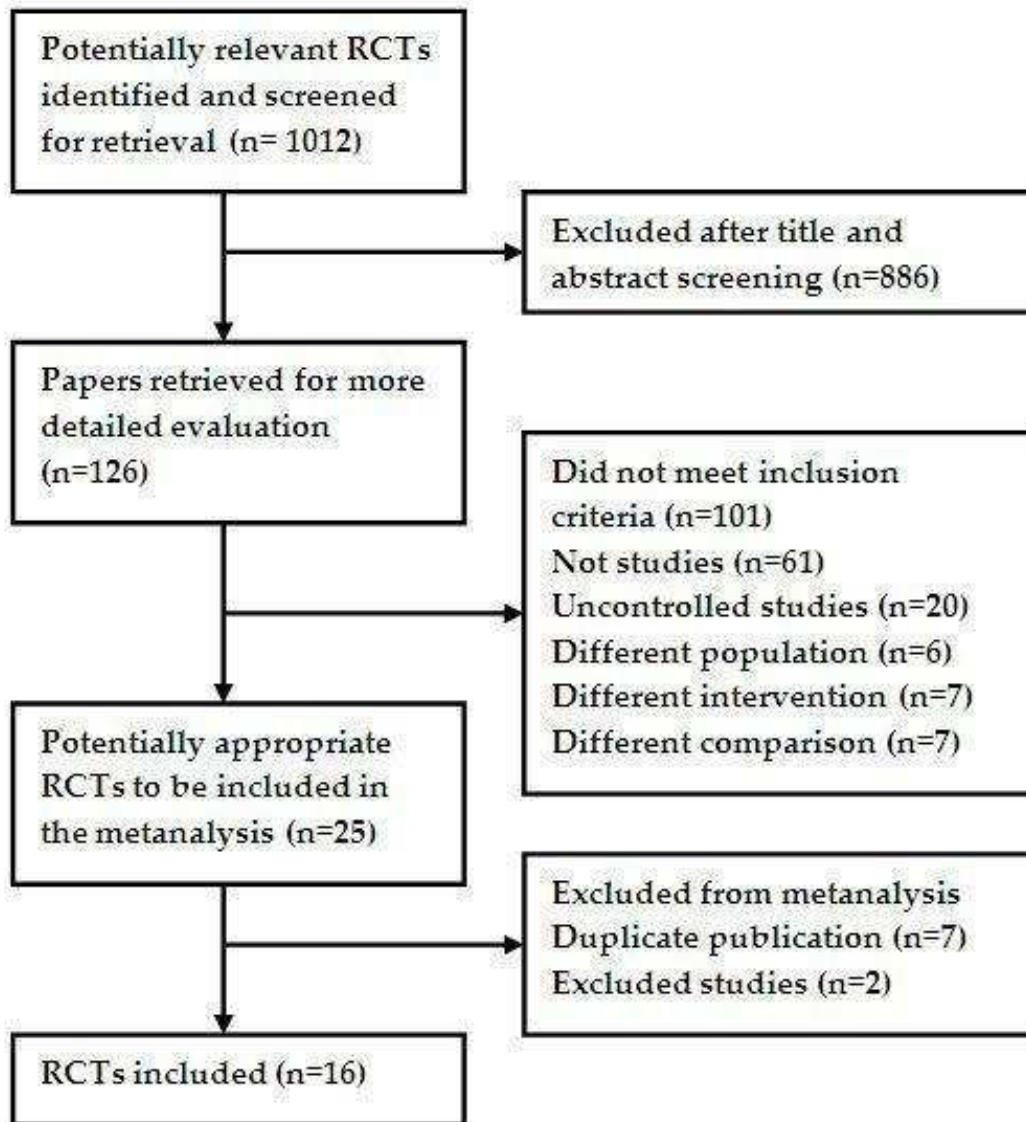 Potentially relevant RCTs
identified and screened
for retrieval (n= 1012)
Excluded after title and
abstract screening (n=886)
Papers retrieved for more
detailed evaluation
(n=126)
Did not meet inclusion
criteria (n=101)
Not studies (n=61)
Uncontrolled studies (n=20)
Different population (n=6)
Different intervention (n=7)
Different comparison (n=7)
Potentially appropriate
RCTs to be included in
the metanalysis (n=25)
Excluded from metanalysis
Duplicate publication (n=7)
Excluded studies (n=2)
RCTs included (n=16)